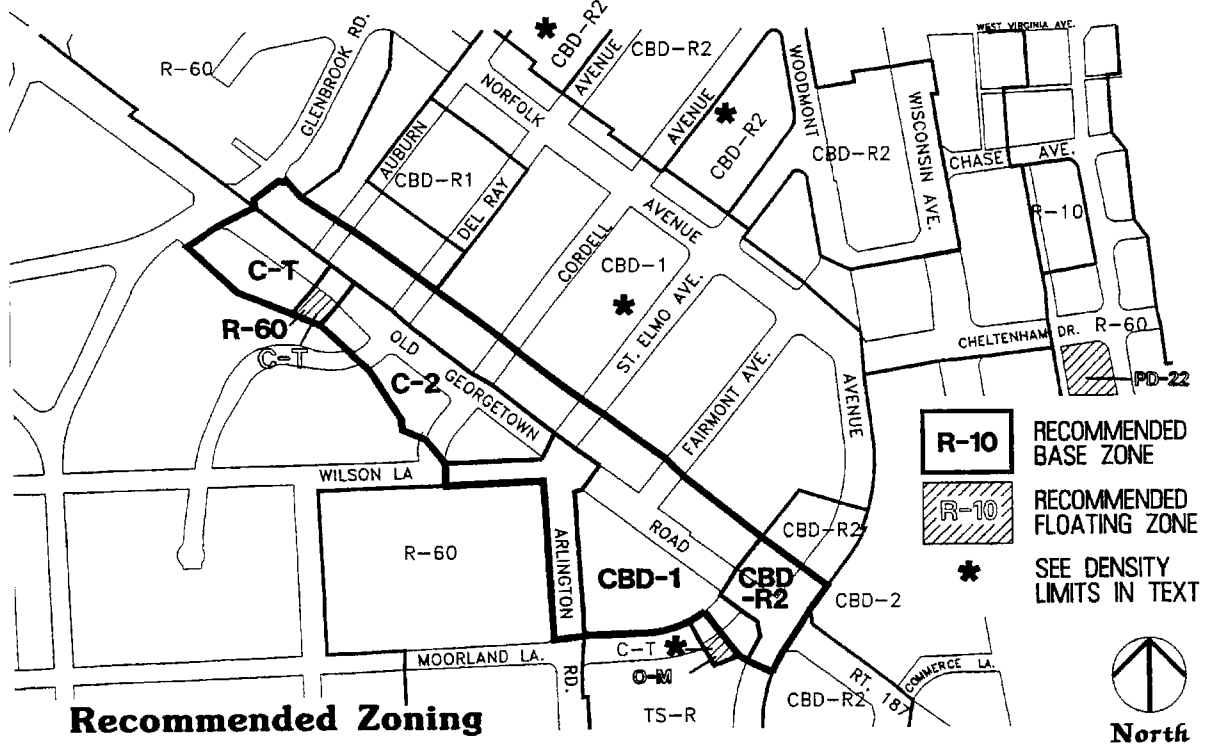 R-60
GLENBROOK RD.
*
CBD-R2
AVENUE
CBD-R2
NORFOLK
AVENUE
*
CBD-R2
WOODMONT
CBD-R2
WISCONSIN AVE.
WEST VIRGINIA AVE.
CHASE AVE.
R-10
AUBURN
CBD-R1
DEL RAY
CORDELL
AVENUE
CBD-1
*
ST. ELMO AVE.
FAIRMONT AVE.
AVENUE
CHELTENHAM DR.
R-60
PD-22
C-T
R-60
C-T
OLD GEORGETOWN ROAD
C-2
WILSON LA
R-60
ARLINGTON RD.
CBD-1
CBD-R2
CBD
-R2
CBD-2
MOORLAND LA.
C-T *
O-M
TS-R
CBD-R2
RT. 187
COMMERCE LA.
R-10 RECOMMENDED
BASE ZONE
R-10 RECOMMENDED
FLOATING ZONE
* SEE DENSITY
LIMITS IN TEXT
Recommended Zoning
North